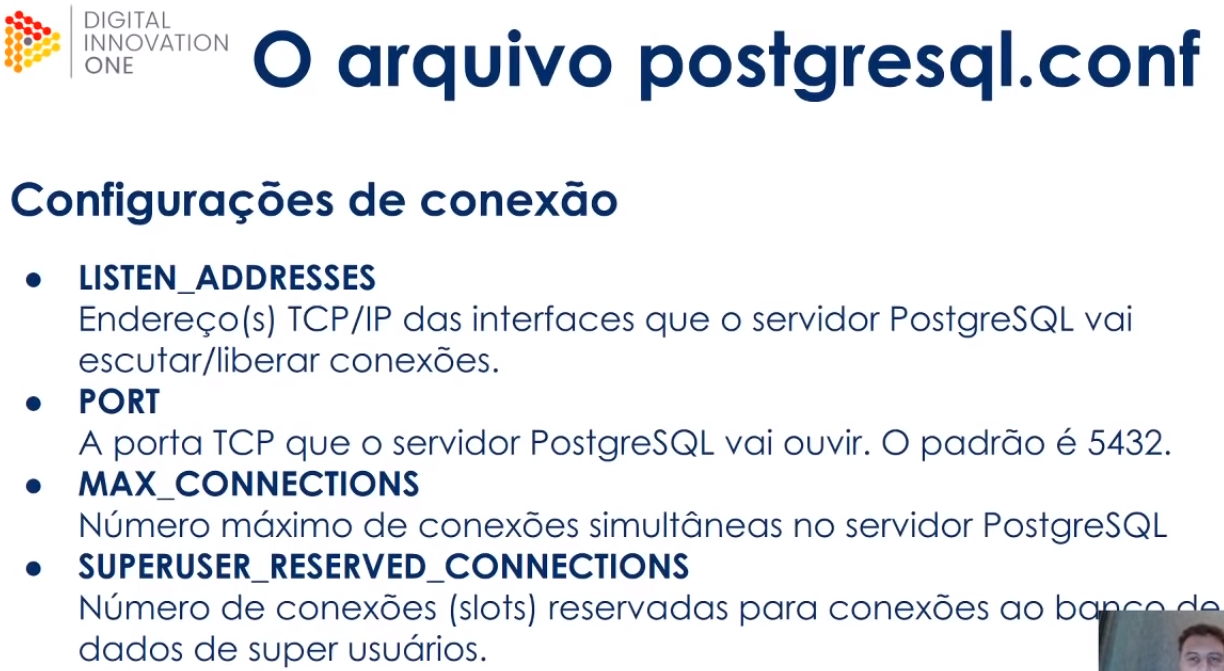 DIGITAL
INNOVATION
ONE
O arquivo postgresql.conf
Configurações de conexão
● LISTEN_ADDRESSES
Endereço(s) TCP/IP das interfaces que o servidor PostgreSQL vai
escutar/liberar conexões.
● PORT
A porta TCP que o servidor PostgreSQL vai ouvir. O padrão é 5432.
● MAX_CONNECTIONS
Número máximo de conexões simultâneas no servidor PostgreSQL
● SUPERUSER_RESERVED_CONNECTIONS
Número de conexões (slots) reservadas para conexões ao banco de
dados de super usuários.